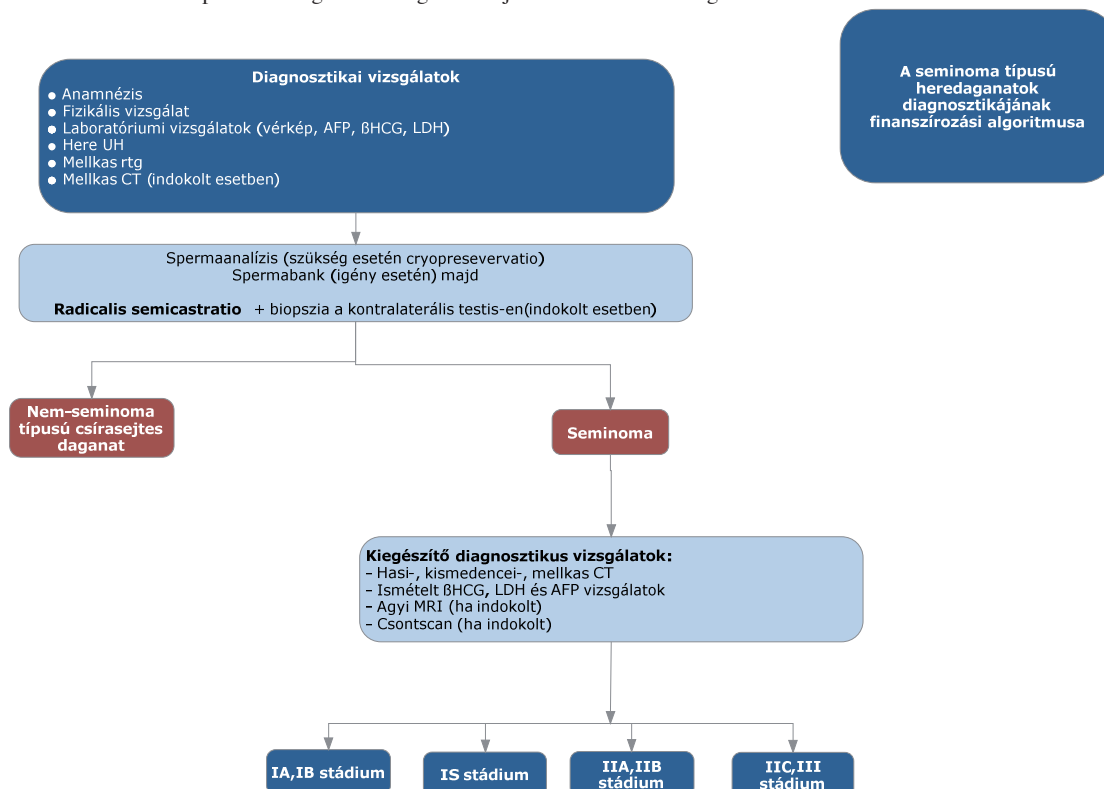 Diagnosztikai vizsgálatok
● Anamnézis
● Fizikális vizsgálat
● Laboratóriumi vizsgálatok (vérkép, AFP, ßHCG, LDH)
● Here UH
● Mellkas rtg
● Mellkas CT (indokolt esetben)
A seminoma típusú
heredaganatok
diagnosztikájának
finanszírozási algoritmusa
Spermaanalízis (szükség esetén cryopresevervatio)
Spermabank (igény esetén) majd
Radicalis semicastratio + biopszia a kontralaterális testis-en(indokolt esetben)
Nem-seminoma
típusú csírasejtes
daganat
Seminoma
Kiegészítő diagnosztikus vizsgálatok:
– Hasi-, kismedencei-, mellkas CT
– Ismételt ßHCG, LDH és AFP vizsgálatok
– Agyi MRI (ha indokolt)
– Csontscan (ha indokolt)
IA,IB stádium
IS stádium
IIA,IIB
stádium
IIC,III
stádium